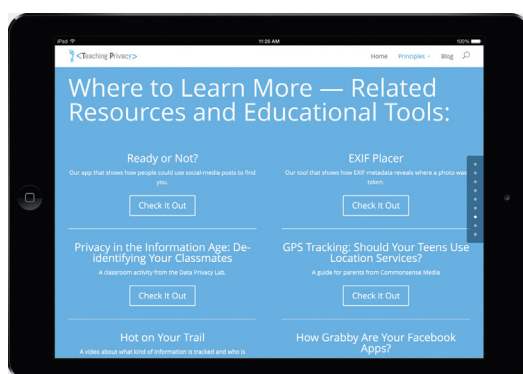 iPad
11:26 AM
100%
<Teaching Privacy>
Home
Principles
Blog
Where to Learn More — Related
Resources and Educational Tools:
Ready or Not?
Our app that shows how people could use social-media posts to find
you.
Check It Out
EXIF Placer
Our tool that shows how EXIF metadata reveals where a photo was
taken.
Check It Out
Privacy in the Information Age: De-
identifying Your Classmates
A classroom activity from the Data Privacy Lab.
Check It Out
GPS Tracking: Should Your Teens Use
Location Services?
A guide for parents from Commonsense Media
Check It Out
Hot on Your Trail
A video about what kind of information is tracked and who is
How Grabby Are Your Facebook
Apps?